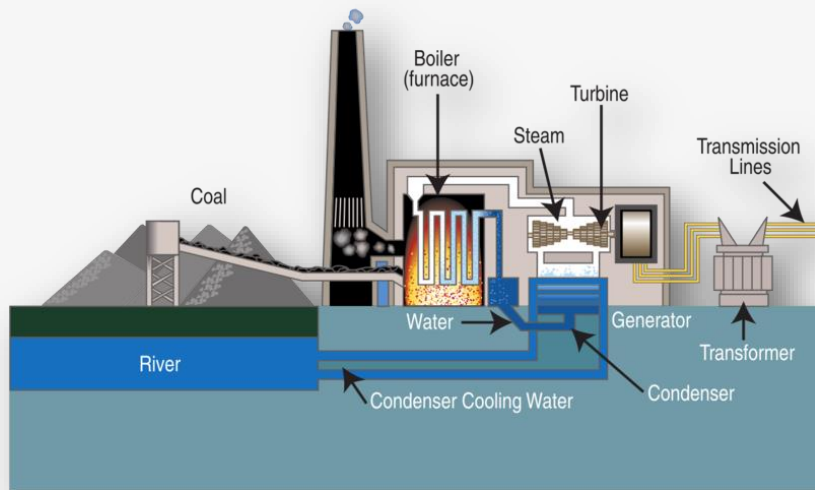 Boiler
(furnace)
Turbine
Steam
Transmission
Lines
Coal
Water
Generator
Transformer
River
Condenser
Condenser Cooling Water